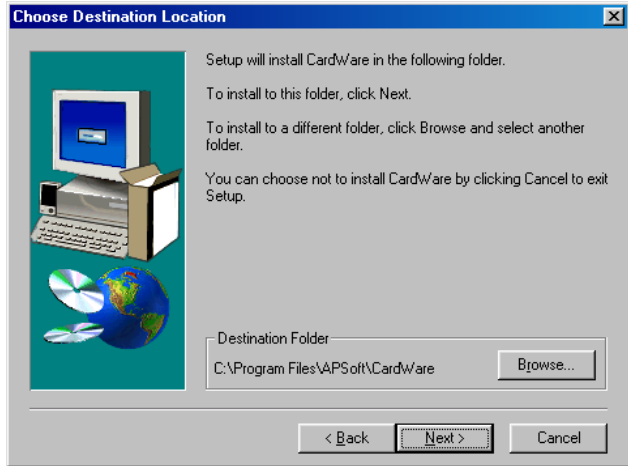 Choose Destination Location
Setup will install CardWare in the following folder.
To install to this folder, click Next.
To install to a different folder, click Browse and select another
folder.
You can choose not to install CardWare by clicking Cancel to exit
Setup.
Destination Folder
C:\Program Files\APSoft\CardWare
Browse...
< Back
Next >
Cancel